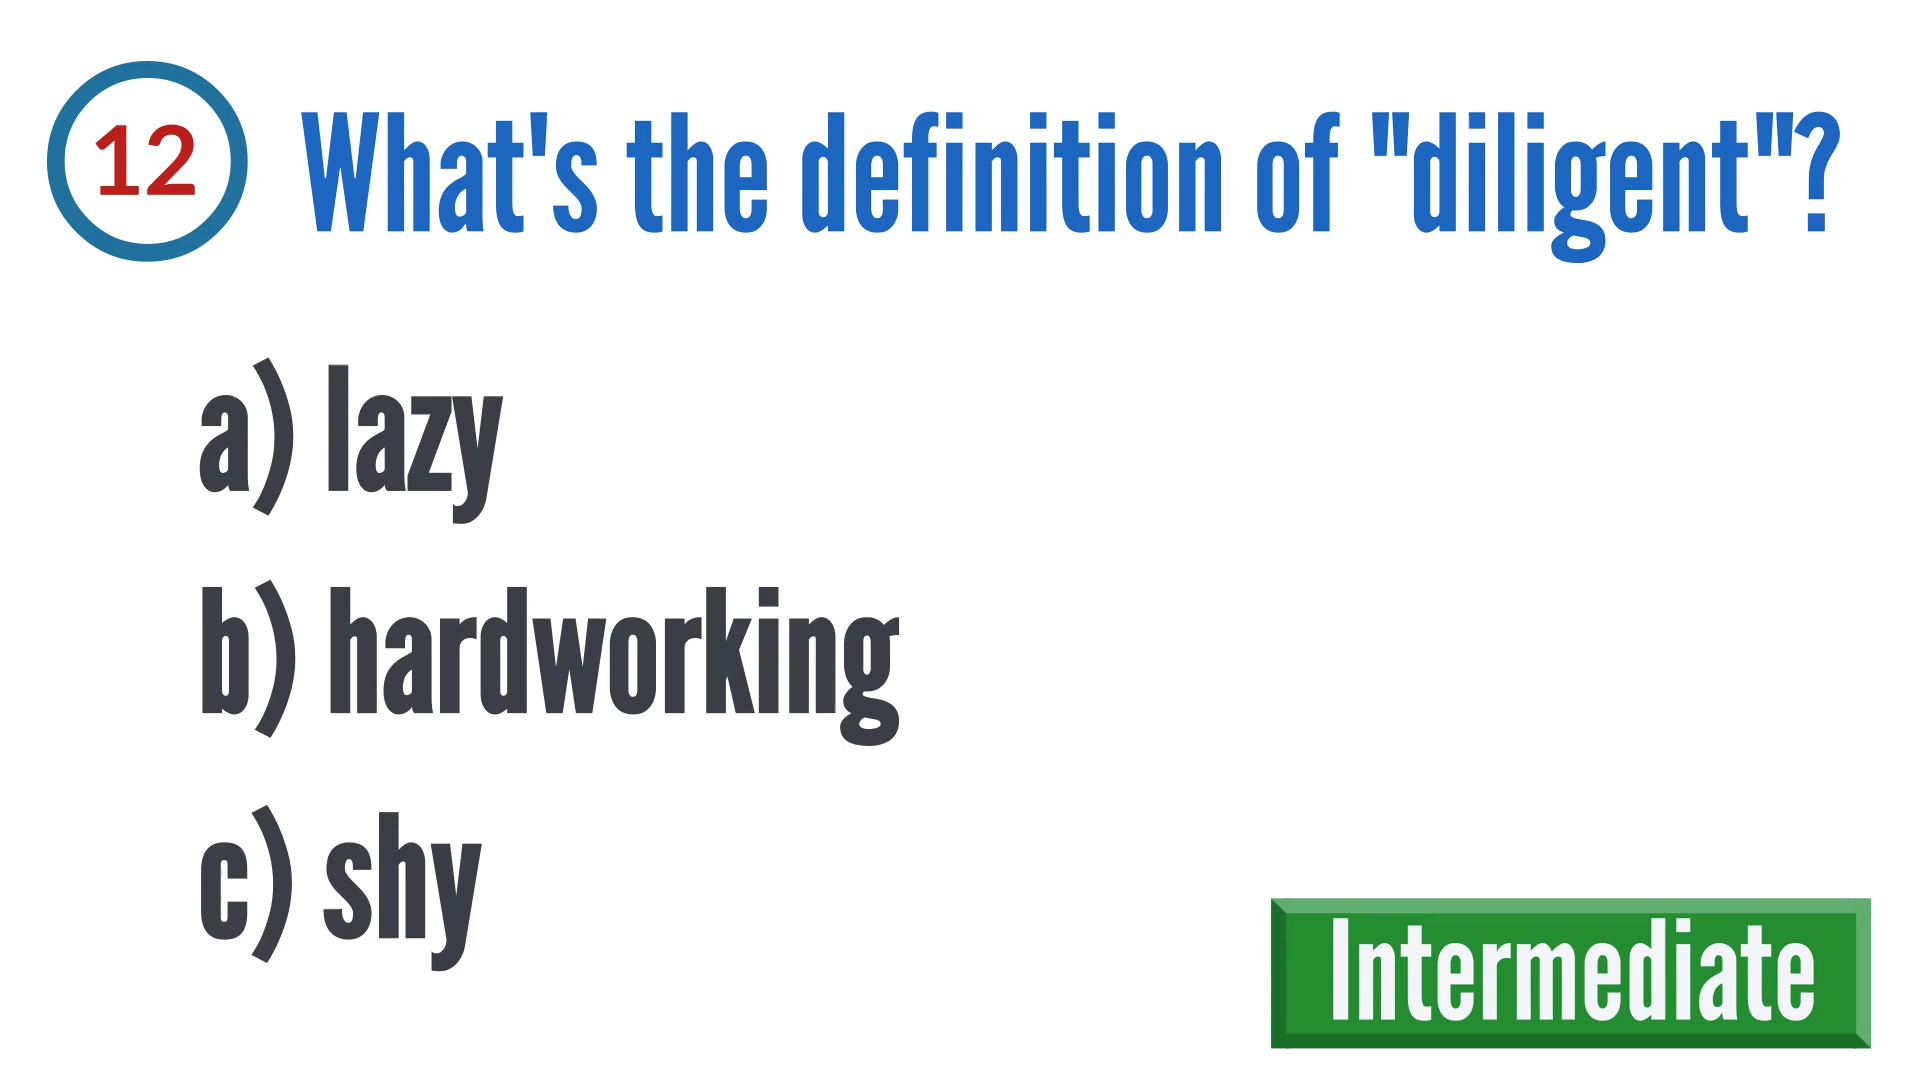 12 What's the definition of "diligent"?
a) lazy
b) hardworking
c) shy
Intermediate